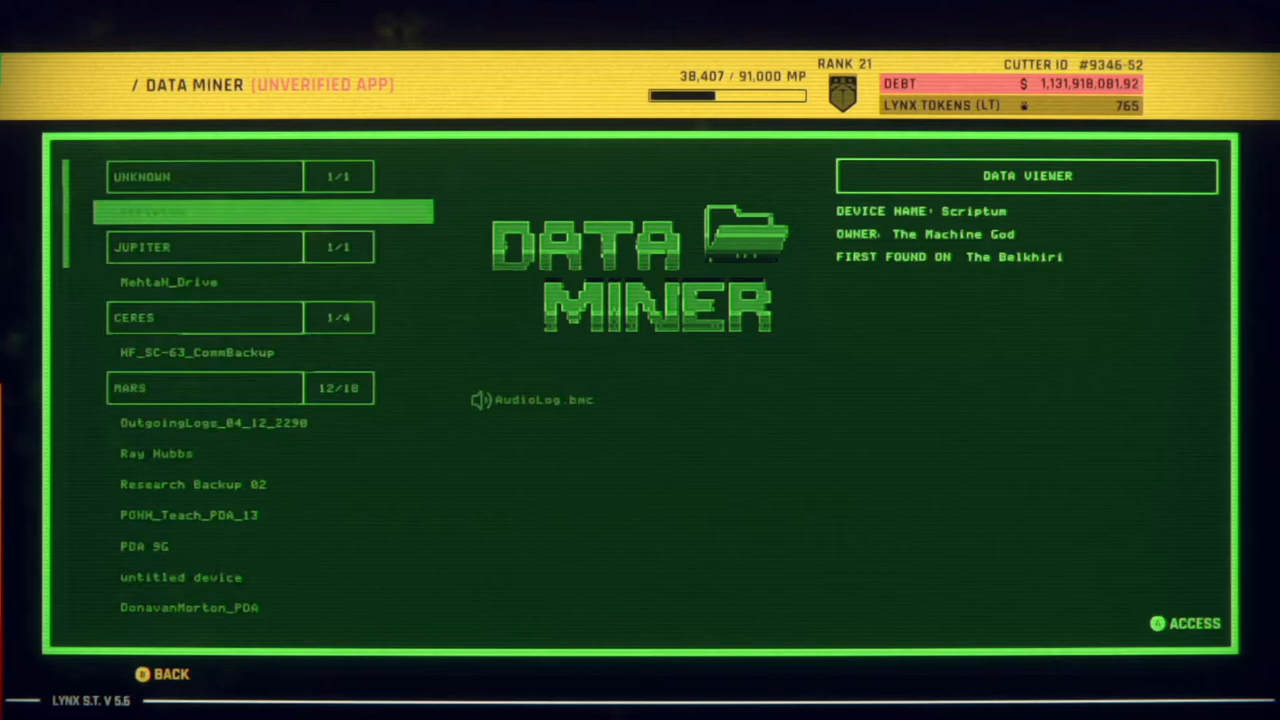 / DATA MINER [UNVERIFIED APP]
38,407 / 91,000 MP
RANK 21
CUTTER ID #9346-52
DEBT $ 1,131,918,081.92
LYNX TOKENS (LT) 765
UNKNOWN 1/1
Scriptum
JUPITER 1/1
MehtaN_Drive
CERES 1/4
HF_SC-63_CommBackup
MARS 12/18
OutgoingLogs_04_12_2290
Ray Hubbs
Research Backup 02
PONH_Teach_PDA_13
PDA 9G
untitled device
DonavanMorton_PDA
DATA
MINER
AudioLog.bmc
DATA VIEWER
DEVICE NAME: Scriptum
OWNER: The Machine God
FIRST FOUND ON The Belkhiri
A ACCESS
B BACK
LYNX S.T. V 5.6